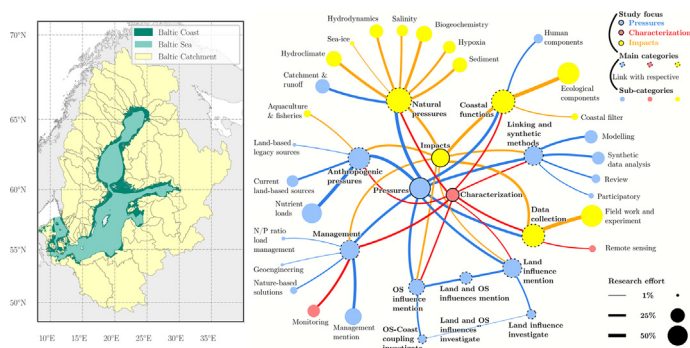 Baltic Coast
Baltic Sea
Baltic Catchment
70°N
65°N
60°N
55°N
50°N
10°E
15°E
20°E
25°E
30°E
35°E
Hydrodynamics
Salinity
Biogeochemistry
Sea-ice
Hypoxia
Hydroclimate
Sediment
Catchment &
runoff
Natural
pressures
Aquaculture
& fisheries
Land-based
legacy sources
Anthropogenic
pressures
Current
land-based sources
Nutrient
loads
N/P ratio
load
management
Management
Geoengineering
Nature-based
solutions
Monitoring
Management
mention
Impacts
Pressures
Characterization
Human
components
Coastal
functions
Ecological
components
Coastal filter
Linking and
synthetic
methods
Modelling
Synthetic
data analysis
Review
Participatory
Data
collection
Field work and
experiment
Remote sensing
Land
influence
mention
OS
influence
mention
Land and OS
influences mention
OS-Coast
coupling
investigate
Land and OS
influences
investigate
Land influence
investigate
Study focus
Pressures
Characterization
Impacts
Main categories
Link with respective
Sub-categories
Research effort
1%
25%
50%